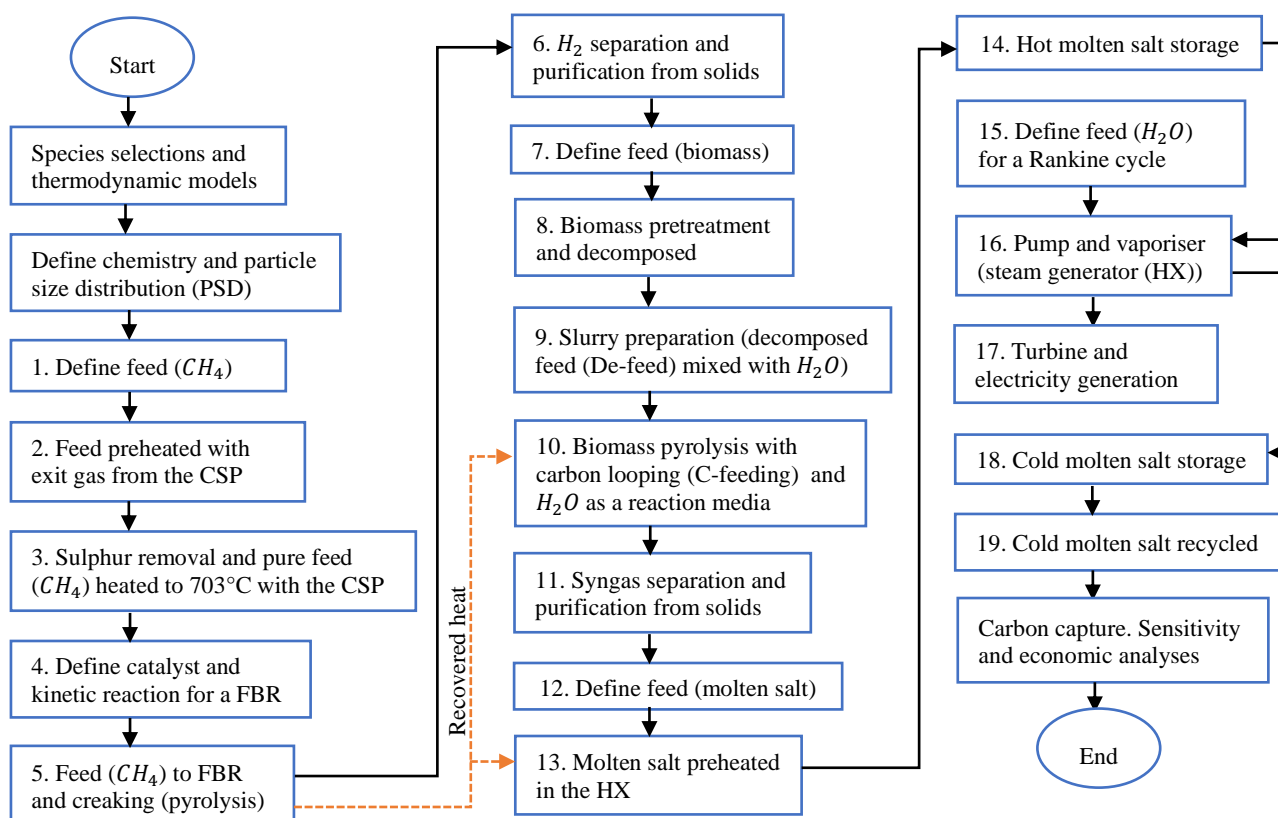 Start
Species selections and
thermodynamic models
Define chemistry and particle
size distribution (PSD)
1. Define feed (CH₄)
2. Feed preheated with
exit gas from the CSP
3. Sulphur removal and pure feed
(CH₄) heated to 703°C with the CSP
4. Define catalyst and
kinetic reaction for a FBR
5. Feed (CH₄) to FBR
and creaking (pyrolysis)
Recovered heat
6. H₂ separation and
purification from solids
7. Define feed (biomass)
8. Biomass pretreatment
and decomposed
9. Slurry preparation (decomposed
feed (De-feed) mixed with H₂O)
10. Biomass pyrolysis with
carbon looping (C-feeding) and
H₂O as a reaction media
11. Syngas separation and
purification from solids
12. Define feed (molten salt)
13. Molten salt preheated
in the HX
14. Hot molten salt storage
15. Define feed (H₂O)
for a Rankine cycle
16. Pump and vaporiser
(steam generator (HX))
17. Turbine and
electricity generation
18. Cold molten salt storage
19. Cold molten salt recycled
Carbon capture. Sensitivity
and economic analyses
End